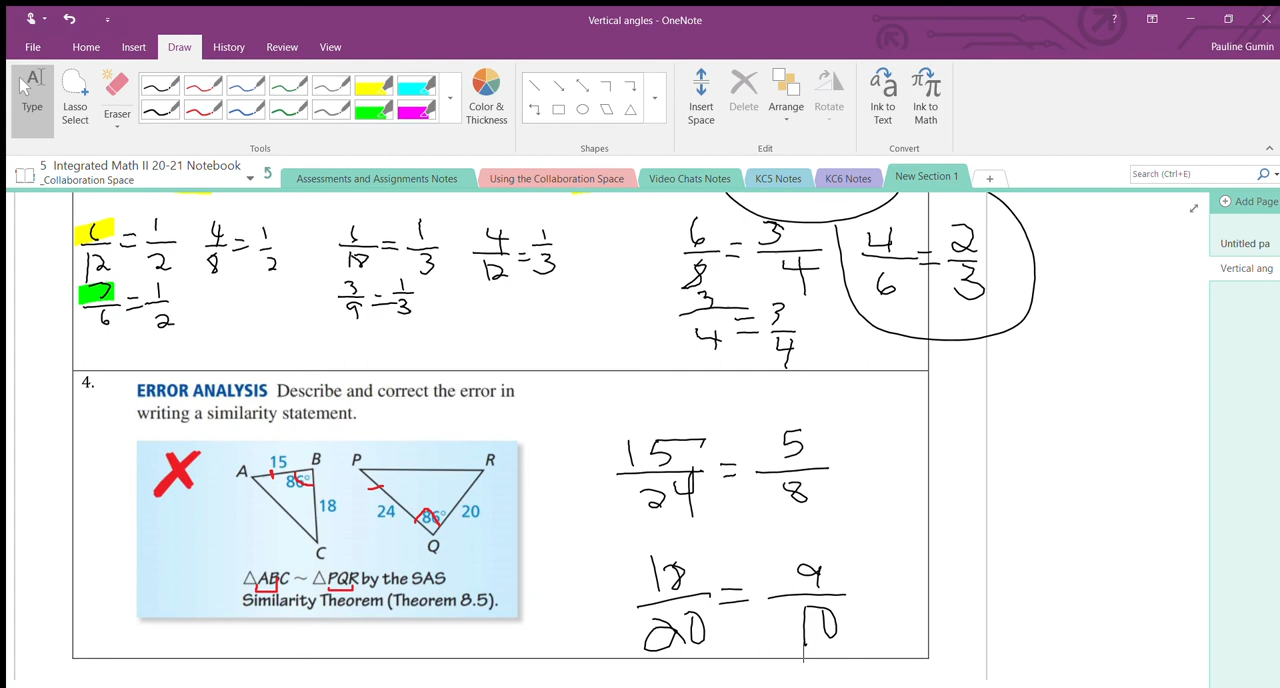 Vertical angles - OneNote
?
File Home Insert Draw History Review View
Pauline Gumin
Type
Lasso Select
Eraser
Color & Thickness
Insert Space
Delete
Arrange
Rotate
Ink to Text
Ink to Math
Tools
Shapes
Edit
Convert
5 Integrated Math II 20-21 Notebook
_Collaboration Space
5
Assessments and Assignments Notes
Using the Collaboration Space
Video Chats Notes
KC5 Notes
KC6 Notes
New Section 1
+
Search (Ctrl+E)
Add Page
Untitled pa
Vertical ang
6/12 = 1/2
4/8 = 1/2
6/18 = 1/3
4/12 = 1/3
6/8 = 3/4
4/6 = 2/3
3/6 = 1/2
3/9 = 1/3
3/4 = 3/4
4.
ERROR ANALYSIS Describe and correct the error in
writing a similarity statement.
A 15 B 86° 18 C
P R 24 86° 20 Q
△ABC ~ △PQR by the SAS
Similarity Theorem (Theorem 8.5).
15/24 = 5/8
18/20 = 9/10